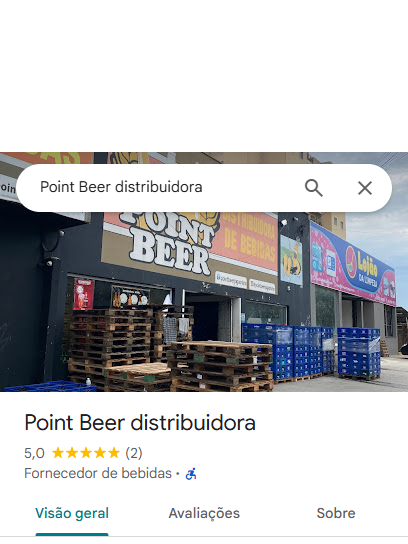 Point Beer distribuidora
POINT
BEER
DISTRIBUIDORA
DE BEBIDAS
Lojão
DA LIMPEZA
Point Beer distribuidora
5,0 ★★★★★ (2)
Fornecedor de bebidas ·
Visão geral
Avaliações
Sobre